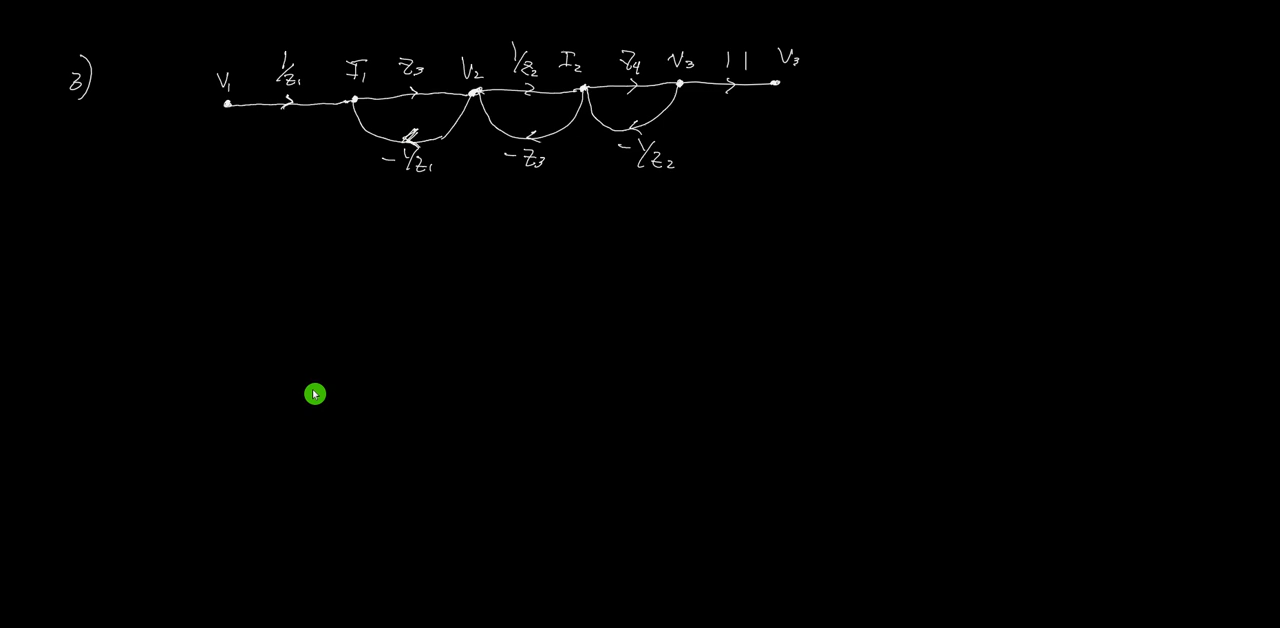 3) V₁ 1/Z₁ I₁ Z₃ V₂ 1/Z₂ I₂ Z₄ V₃ 1 V₃
-1/Z₁ -Z₃ -1/Z₂